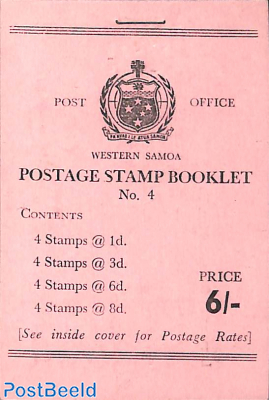 POST OFFICE
FA'AVAE I LE ATUA SAMOA
WESTERN SAMOA
POSTAGE STAMP BOOKLET
No. 4
CONTENTS
4 Stamps @ 1d.
4 Stamps @ 3d.
4 Stamps @ 6d.
4 Stamps @ 8d.
PRICE
6/-
[See inside cover for Postage Rates]
PostBeeld